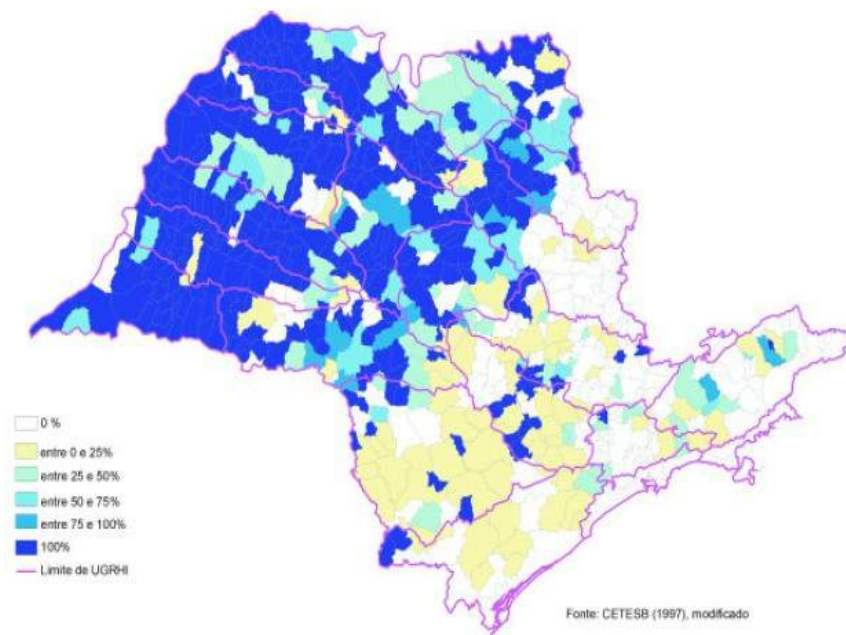 0 %
entre 0 e 25%
entre 25 e 50%
entre 50 e 75%
entre 75 e 100%
100%
Limite de UGRHI
Fonte: CETESB (1997), modificado